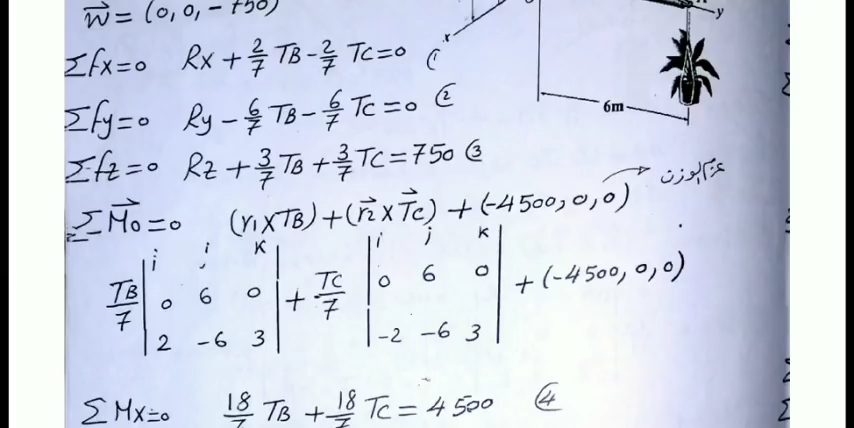 W⃗ = (0, 0, -750)
Σfx=0 Rx + 2/7 TB - 2/7 TC=0 ①
Σfy=0 Ry - 6/7 TB - 6/7 TC=0 ②
Σfz=0 Rz + 3/7 TB + 3/7 TC=750 ③
ΣM⃗o=0 (r1 X TB) + (r⃗2 X T⃗c) + (-4500, 0, 0) → عزم الوزن
i j K i j K
TB/7 | 0 6 0 | + TC/7 | 0 6 0 | + (-4500, 0, 0)
2 -6 3 -2 -6 3
ΣMx=0 18/7 TB + 18/7 TC = 4500 ④
x
y
6m